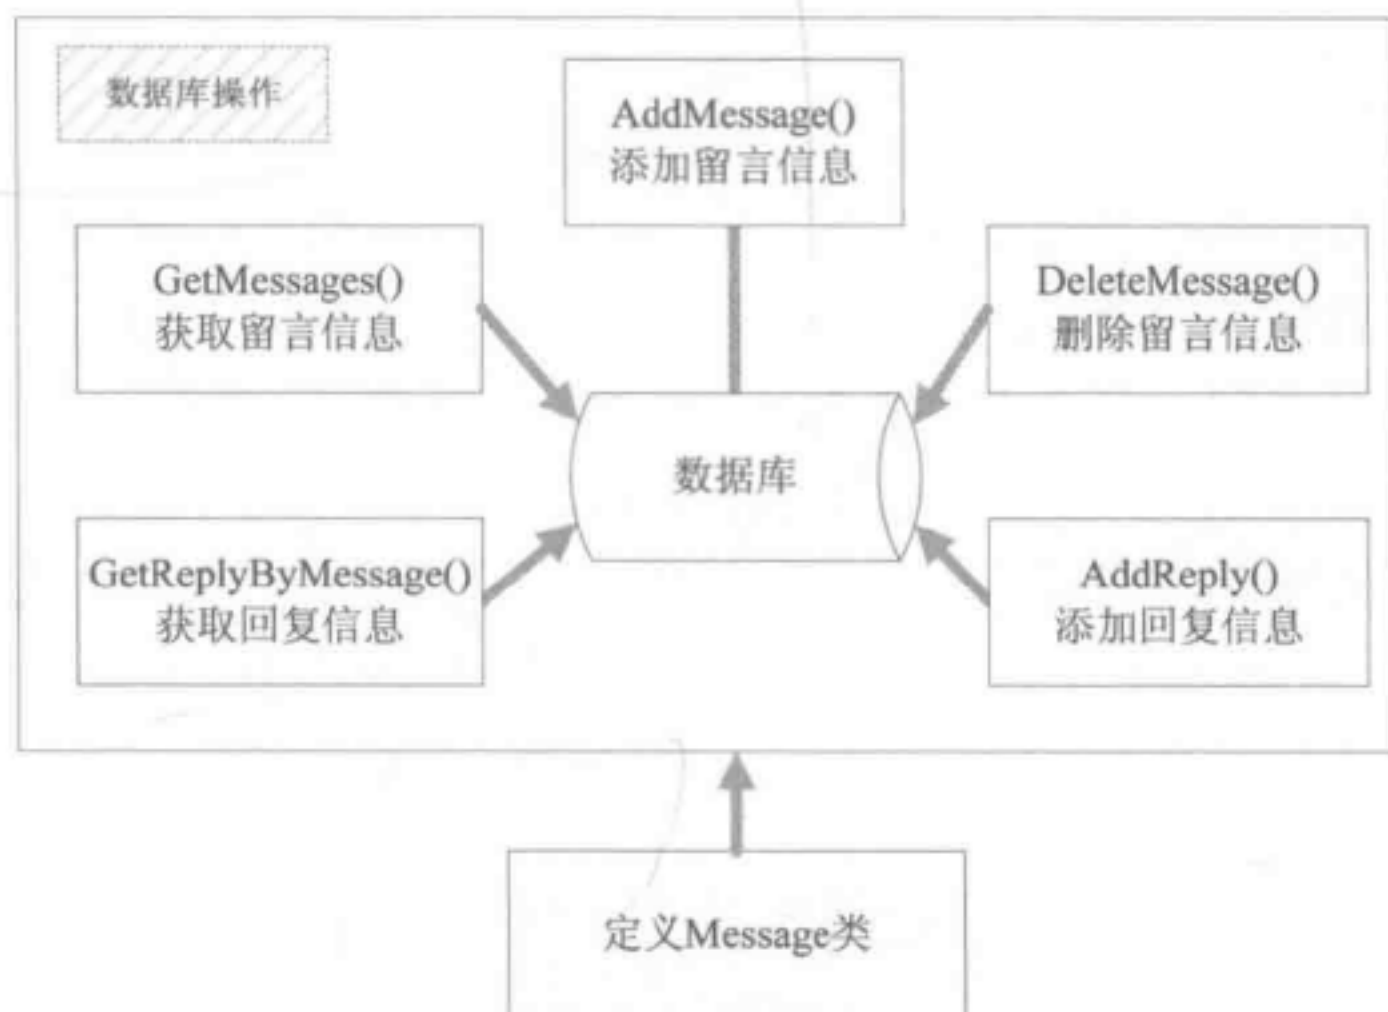 数据库操作
AddMessage()
添加留言信息
GetMessages()
获取留言信息
DeleteMessage()
删除留言信息
数据库
GetReplyByMessage()
获取回复信息
AddReply()
添加回复信息
定义Message类